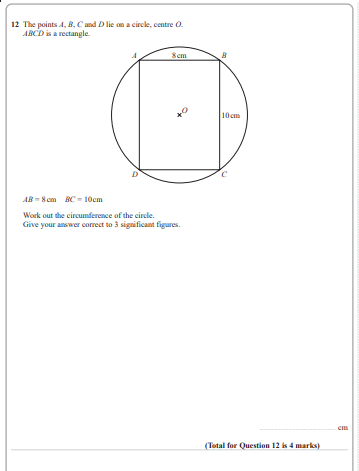 12 The points A, B, C and D lie on a circle, centre O.
ABCD is a rectangle.
A 8 cm B
O
10 cm
D C
AB = 8 cm BC = 10 cm
Work out the circumference of the circle.
Give your answer correct to 3 significant figures.
cm
(Total for Question 12 is 4 marks)